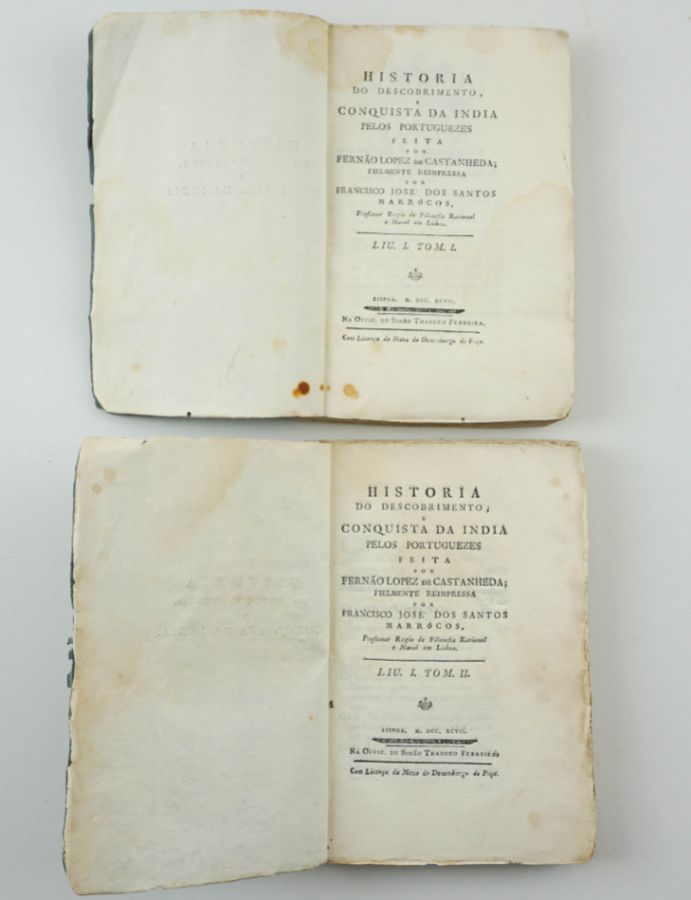 HISTORIA
DO DESCOBRIMENTO,
E
CONQUISTA DA INDIA
PELOS PORTUGUEZES
FEITA
POR
FERNÃO LOPEZ DE CASTANHEDA;
FIELMENTE REIMPRESSA
POR
FRANCISCO JOSE' DOS SANTOS
MARRÓCOS,
Professor Regio de Filosofia Racional
e Moral em Lisboa.
LIU. I. TOM. I.
LISBOA. M. DCC. XCVII.
NA OFFIC. DE SIMÃO THADDEO FERREIRA.
Com Licença da Meza do Desembargo do Paço.
HISTORIA
DO DESCOBRIMENTO,
E
CONQUISTA DA INDIA
PELOS PORTUGUEZES
FEITA
POR
FERNÃO LOPEZ DE CASTANHEDA;
FIELMENTE REIMPRESSA
POR
FRANCISCO JOSE' DOS SANTOS
MARRÓCOS,
Professor Regio de Filosofia Racional
e Moral em Lisboa.
LIU. I. TOM. II.
LISBOA. M. DCC. XCVII.
NA OFFIC. DE SIMÃO THADDEO FERREIRA
Com Licença da Meza do Desembargo do Paço.